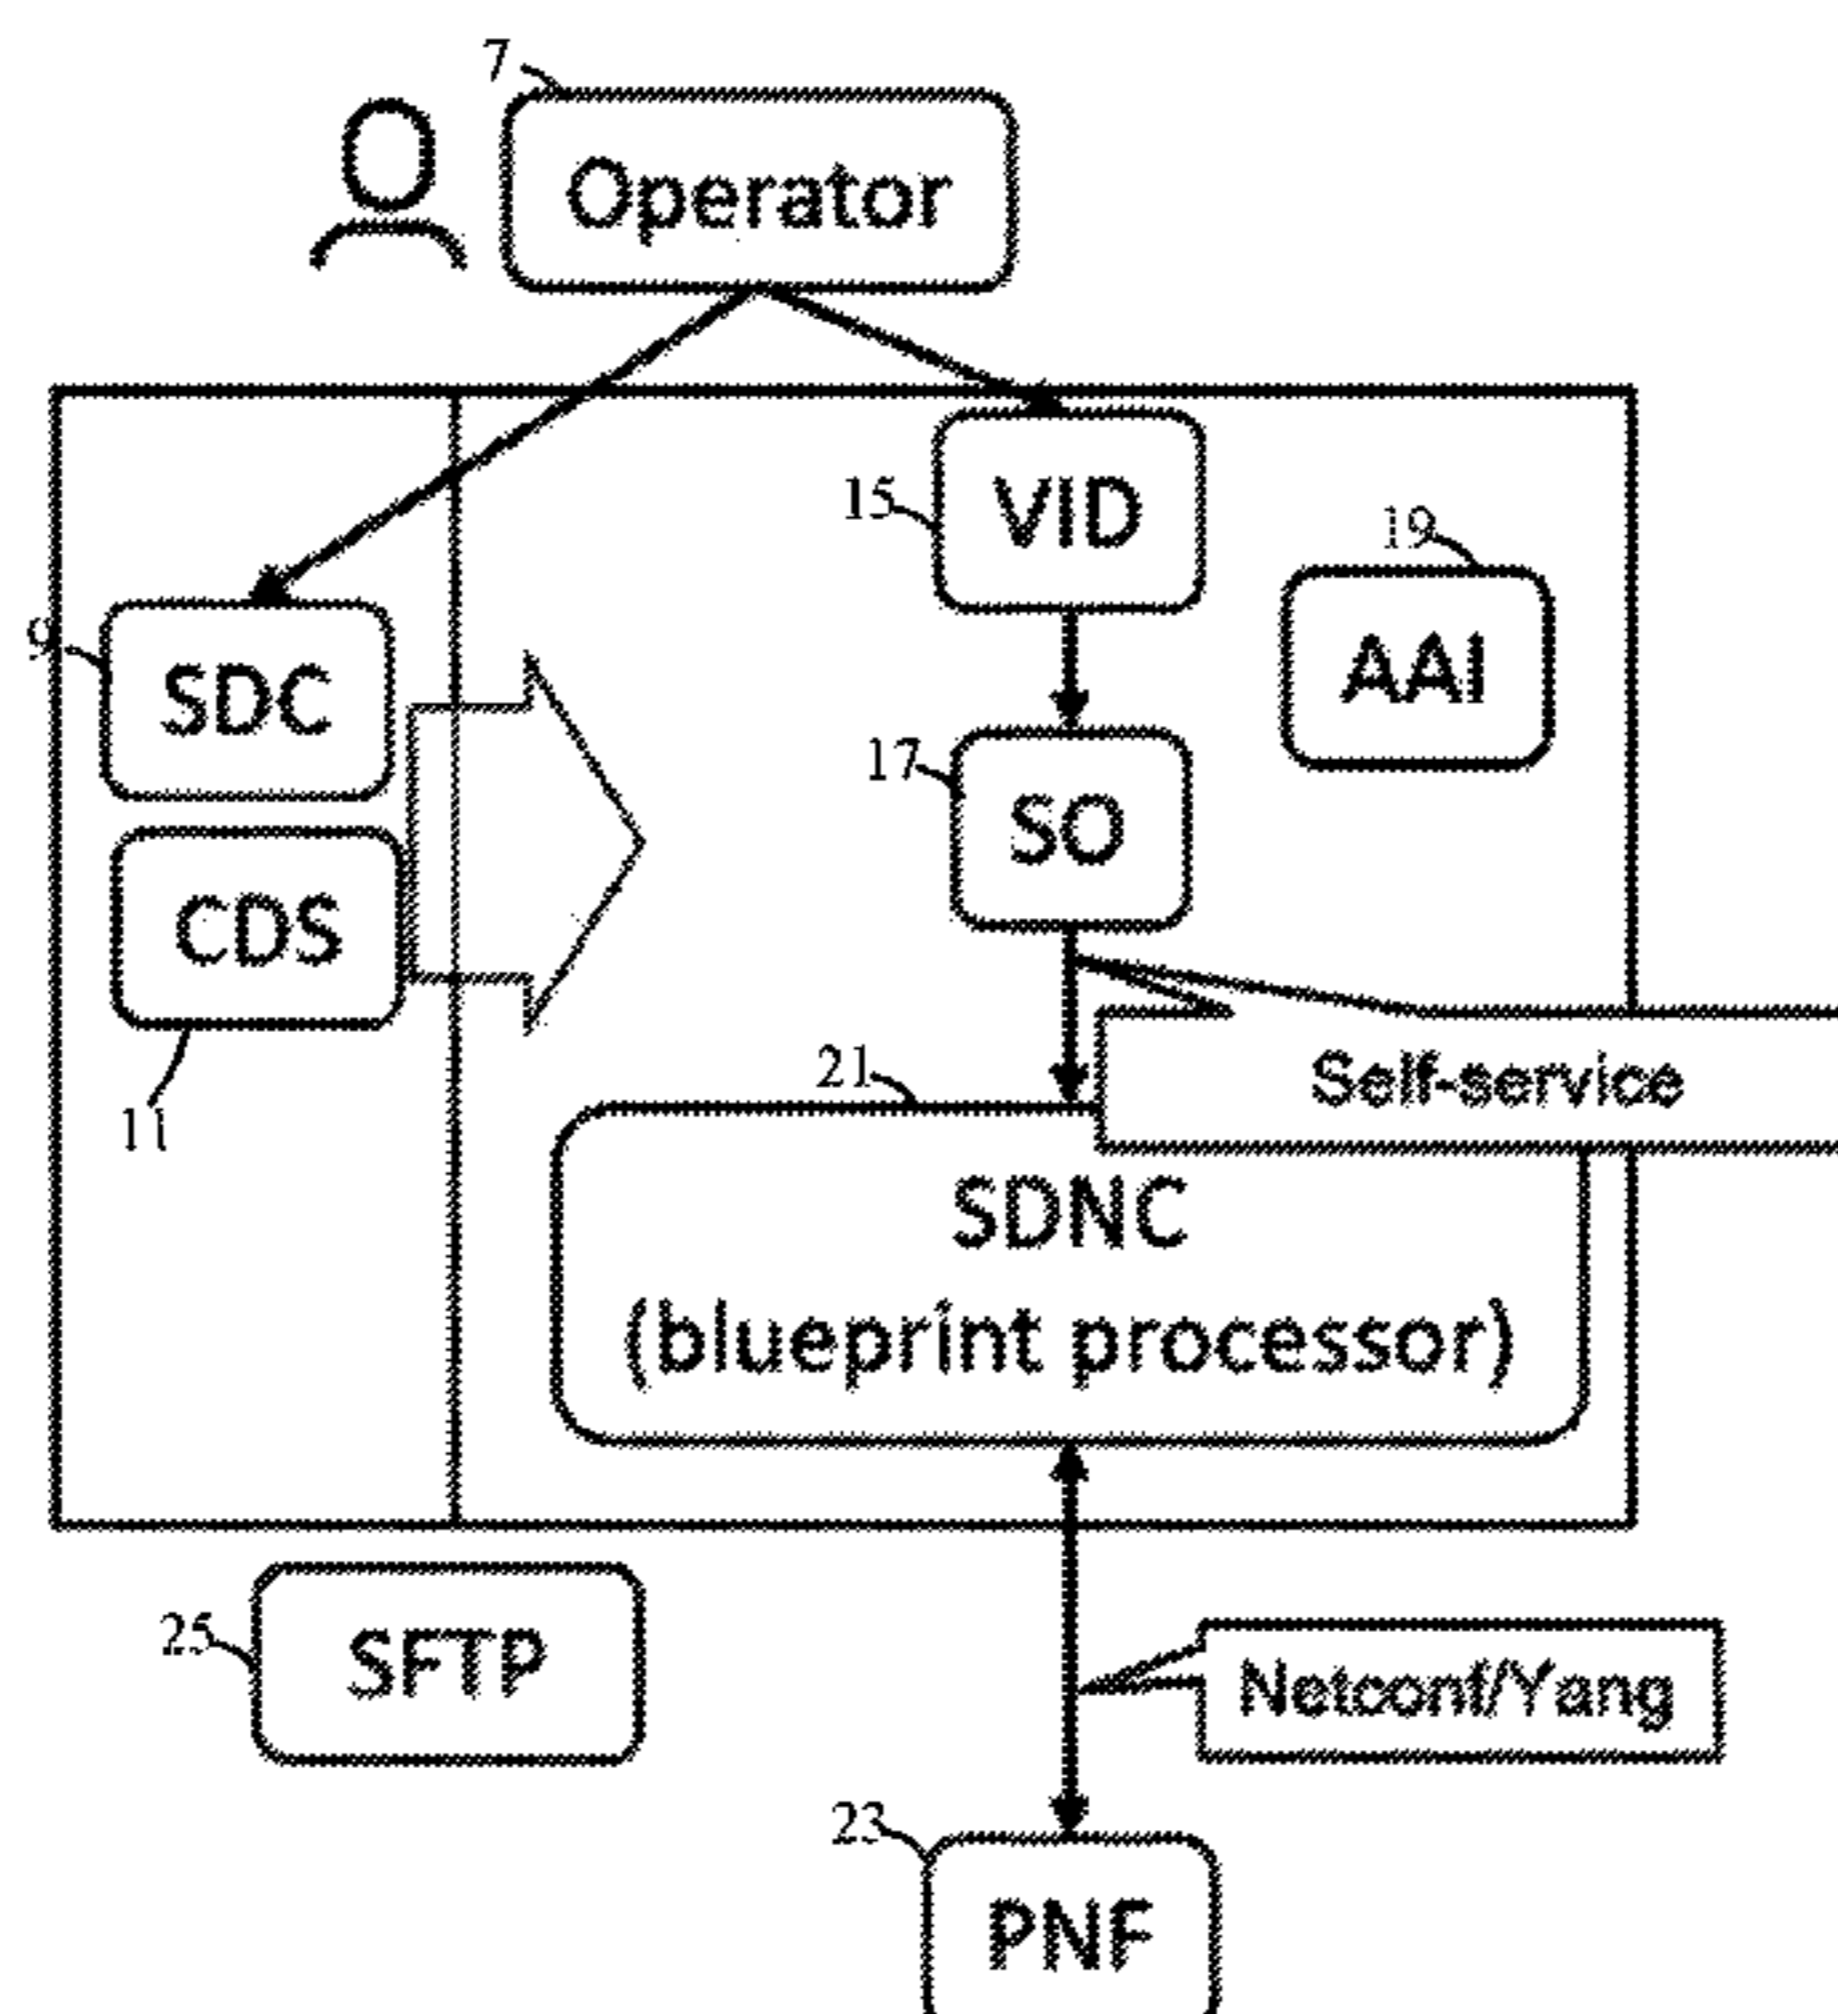 7
Operator
15
VID
19
AAI
9
SDC
17
SO
CDS
11
21
Self-service
SDNC
(blueprint processor)
25
SFTP
Netconf/Yang
23
PNF